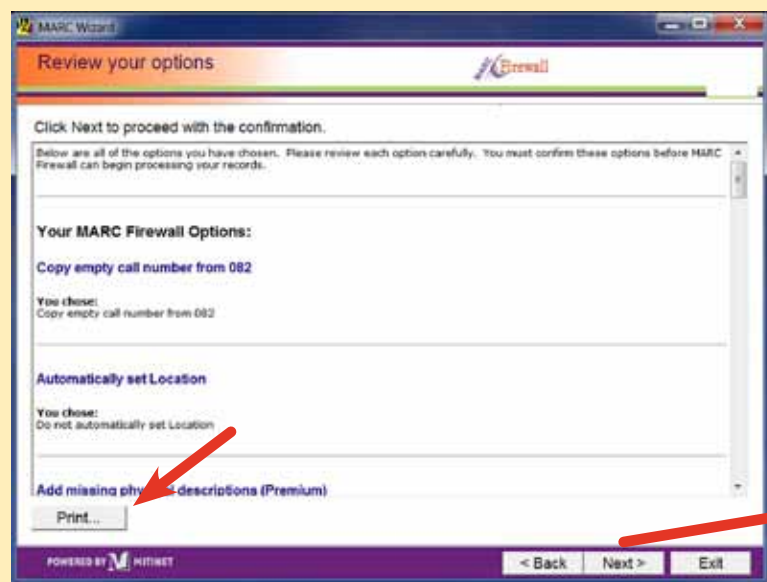 MARC Wizard
Review your options
Firewall
Click Next to proceed with the confirmation.
Below are all of the options you have chosen. Please review each option carefully. You must confirm these options before MARC
Firewall can begin processing your records.
Your MARC Firewall Options:
Copy empty call number from 082
You chose:
Copy empty call number from 082
Automatically set Location
You chose:
Do not automatically set Location
Add missing descriptions (Premium)
Print...
POWERED BY MITINET
< Back Next > Exit